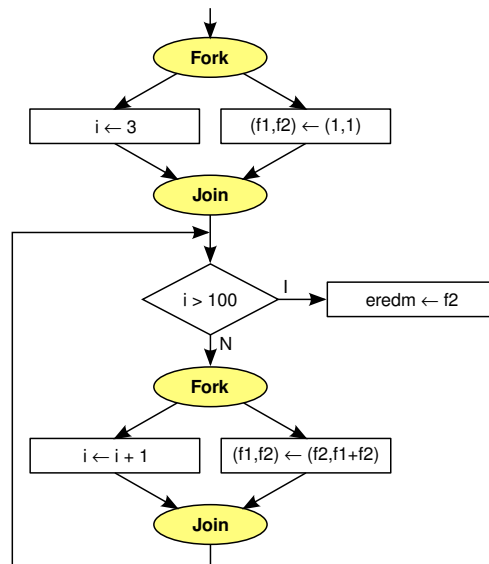 Fork
i ← 3
(f1,f2) ← (1,1)
Join
i > 100
I
eredm ← f2
N
Fork
i ← i + 1
(f1,f2) ← (f2,f1+f2)
Join